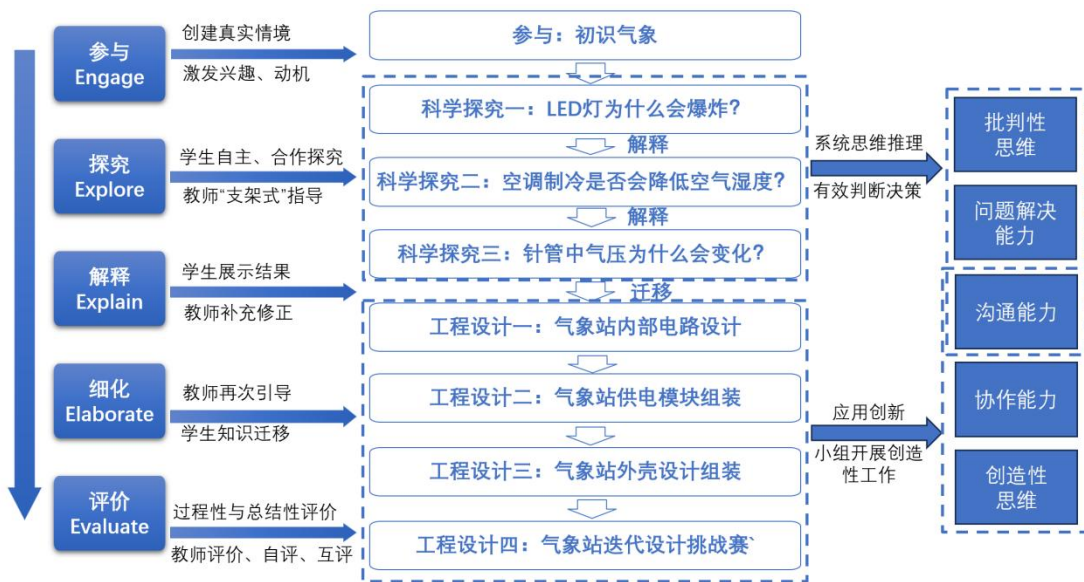 参与
Engage
创建真实情境
激发兴趣、动机
探究
Explore
学生自主、合作探究
教师“支架式”指导
解释
Explain
学生展示结果
教师补充修正
细化
Elaborate
教师再次引导
学生知识迁移
评价
Evaluate
过程性与总结性评价
教师评价、自评、互评
参与：初识气象
科学探究一：LED灯为什么会爆炸？
解释
科学探究二：空调制冷是否会降低空气湿度？
解释
科学探究三：针管中气压为什么会变化？
迁移
工程设计一：气象站内部电路设计
工程设计二：气象站供电模块组装
工程设计三：气象站外壳设计组装
工程设计四：气象站迭代设计挑战赛`
系统思维推理
有效判断决策
应用创新
小组开展创造
性工作
批判性
思维
问题解决
能力
沟通能力
协作能力
创造性
思维